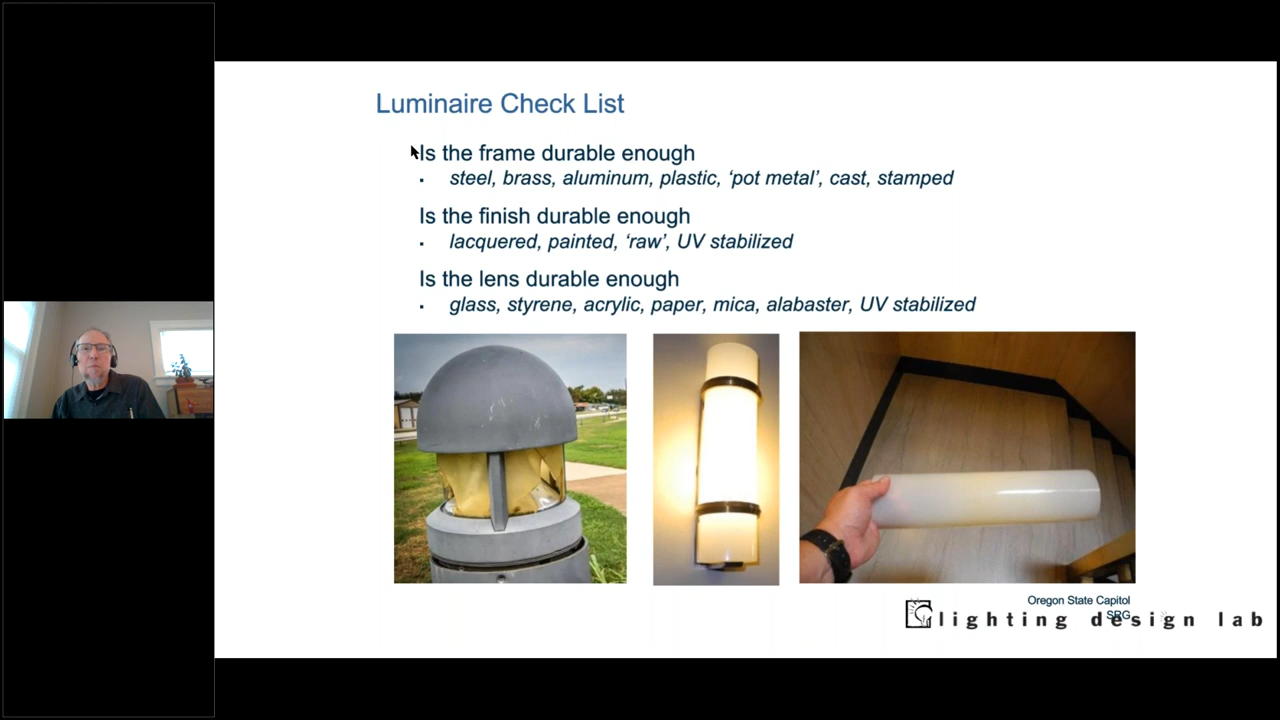 Luminaire Check List
Is the frame durable enough
▪ steel, brass, aluminum, plastic, ‘pot metal’, cast, stamped
Is the finish durable enough
▪ lacquered, painted, ‘raw’, UV stabilized
Is the lens durable enough
▪ glass, styrene, acrylic, paper, mica, alabaster, UV stabilized
Oregon State Capitol
SRG
lighting design lab